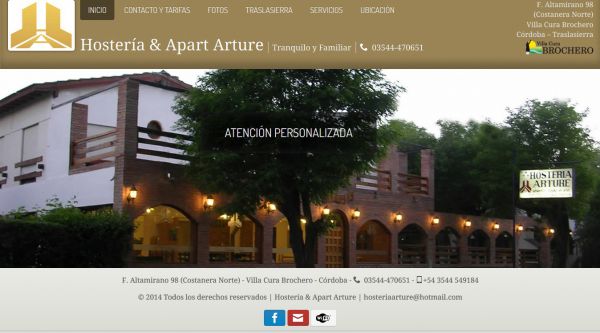 INICIO CONTACTO Y TARIFAS FOTOS TRASLASIERRA SERVICIOS UBICACIÓN
Hostería & Apart Arture | Tranquilo y Familiar | 03544-470651
F. Altamirano 98
(Costanera Norte)
Villa Cura Brochero
Córdoba – Traslasierra
Villa Cura
BROCHERO
ATENCIÓN PERSONALIZADA
HOSTERIA
ARTURE
F. Altamirano 98 (Costanera Norte) - Villa Cura Brochero - Córdoba - 03544-470651 - +54 3544 549184
© 2014 Todos los derechos reservados | Hostería & Apart Arture | hosteriaarture@hotmail.com